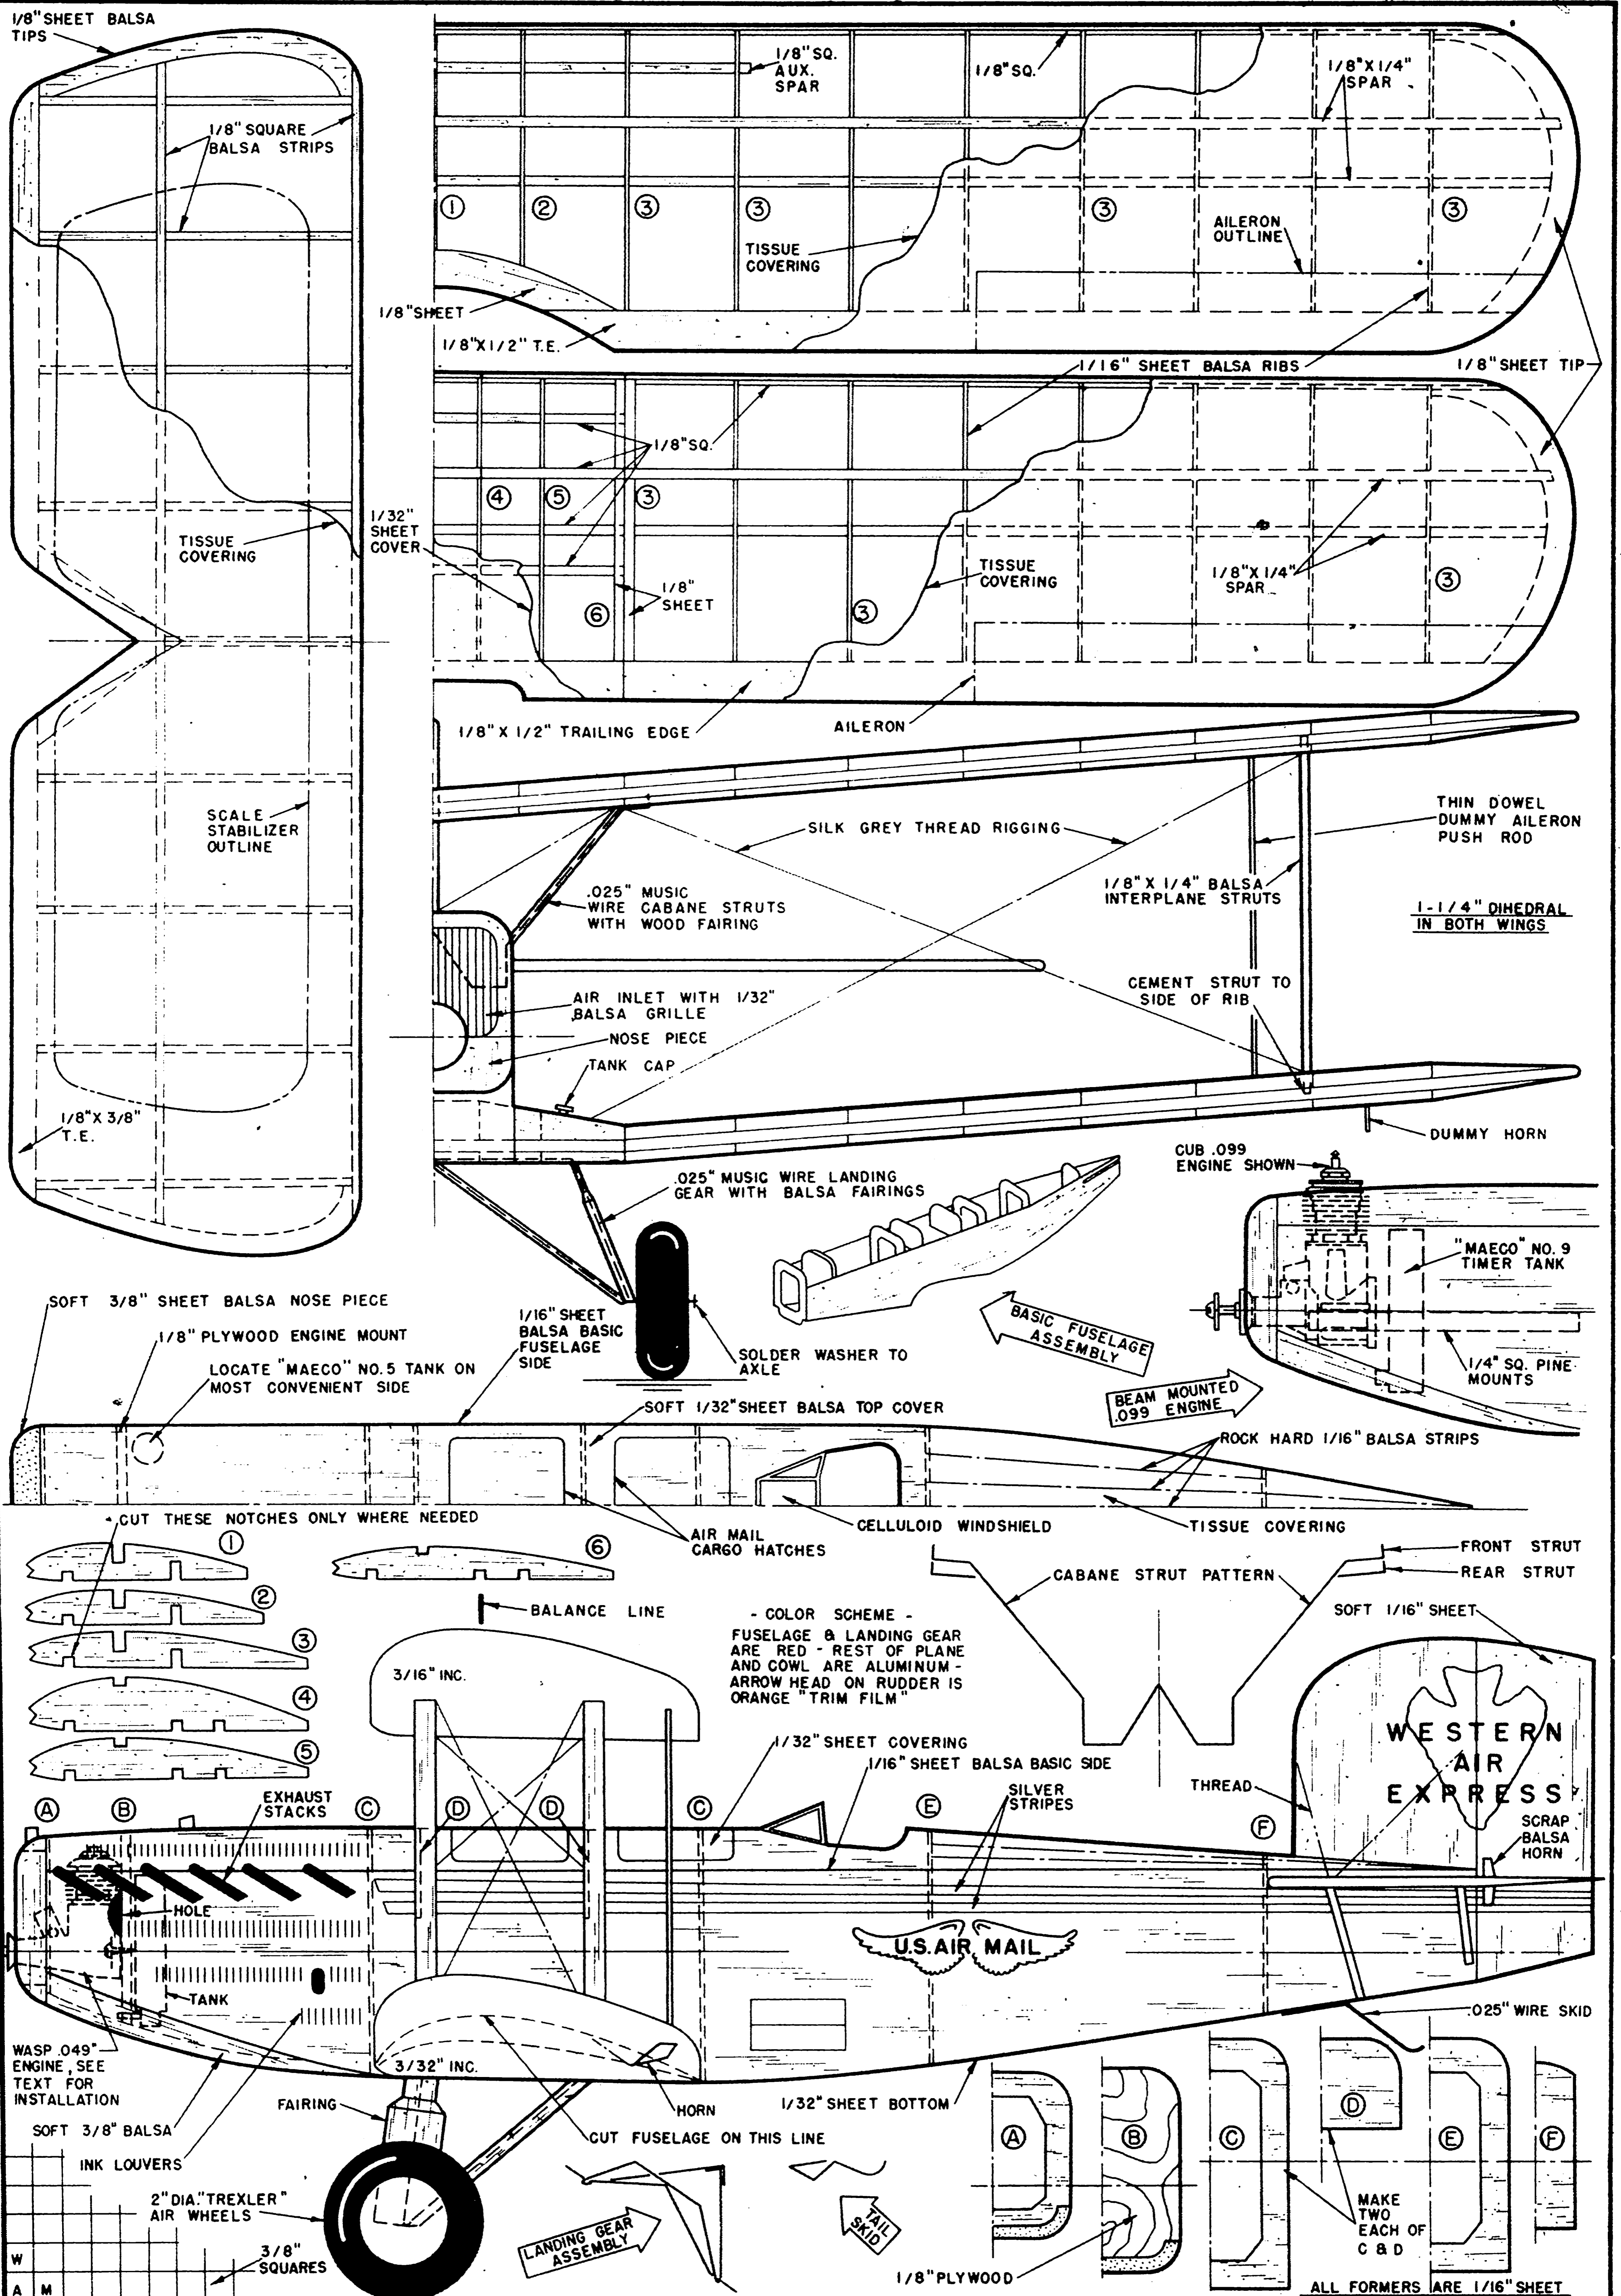 1/8" SHEET BALSA
TIPS
1/8" SQUARE
BALSA STRIPS
TISSUE
COVERING
SCALE
STABILIZER
OUTLINE
1/8" X 3/8"
T.E.
1/8" SQ.
AUX.
SPAR
1/8" SQ.
1/8" X 1/4"
SPAR
1
2
3
3
3
3
TISSUE
COVERING
AILERON
OUTLINE
1/8" SHEET
1/8" X 1/2" T.E.
1/16" SHEET BALSA RIBS
1/8" SHEET TIP
1/8" SQ.
4
5
3
1/32"
SHEET
COVER
1/8"
SHEET
6
3
TISSUE
COVERING
1/8" X 1/4"
SPAR
3
1/8" X 1/2" TRAILING EDGE
AILERON
SILK GREY THREAD RIGGING
THIN DOWEL
DUMMY AILERON
PUSH ROD
.025" MUSIC
WIRE CABANE STRUTS
WITH WOOD FAIRING
1/8" X 1/4" BALSA
INTERPLANE STRUTS
1-1/4" DIHEDRAL
IN BOTH WINGS
AIR INLET WITH 1/32"
BALSA GRILLE
NOSE PIECE
TANK CAP
CEMENT STRUT TO
SIDE OF RIB
DUMMY HORN
.025" MUSIC WIRE LANDING
GEAR WITH BALSA FAIRINGS
CUB .099
ENGINE SHOWN
"MAECO" NO. 9
TIMER TANK
1/4" SQ. PINE
MOUNTS
BASIC FUSELAGE
ASSEMBLY
BEAM MOUNTED
.099 ENGINE
SOLDER WASHER TO
AXLE
SOFT 3/8" SHEET BALSA NOSE PIECE
1/8" PLYWOOD ENGINE MOUNT
LOCATE "MAECO" NO.5 TANK ON
MOST CONVENIENT SIDE
1/16" SHEET
BALSA BASIC
FUSELAGE
SIDE
SOFT 1/32" SHEET BALSA TOP COVER
ROCK HARD 1/16" BALSA STRIPS
CUT THESE NOTCHES ONLY WHERE NEEDED
AIR MAIL
CARGO HATCHES
CELLULOID WINDSHIELD
TISSUE COVERING
1
2
3
4
5
6
BALANCE LINE
- COLOR SCHEME -
FUSELAGE & LANDING GEAR
ARE RED - REST OF PLANE
AND COWL ARE ALUMINUM -
ARROW HEAD ON RUDDER IS
ORANGE "TRIM FILM"
CABANE STRUT PATTERN
FRONT STRUT
REAR STRUT
SOFT 1/16" SHEET
3/16" INC.
1/32" SHEET COVERING
1/16" SHEET BALSA BASIC SIDE
SILVER
STRIPES
THREAD
WESTERN
AIR
EXPRESS
SCRAP
BALSA
HORN
A
B
EXHAUST
STACKS
C
D
D
C
E
F
HOLE
TANK
U.S. AIR MAIL
WASP .049"
ENGINE, SEE
TEXT FOR
INSTALLATION
3/32" INC.
.025" WIRE SKID
SOFT 3/8" BALSA
FAIRING
HORN
1/32" SHEET BOTTOM
INK LOUVERS
CUT FUSELAGE ON THIS LINE
2" DIA. "TREXLER"
AIR WHEELS
3/8"
SQUARES
LANDING GEAR
ASSEMBLY
TAIL
SKID
A
B
C
D
E
F
MAKE
TWO
EACH OF
C & D
1/8" PLYWOOD
ALL FORMERS ARE 1/16" SHEET
W
A M